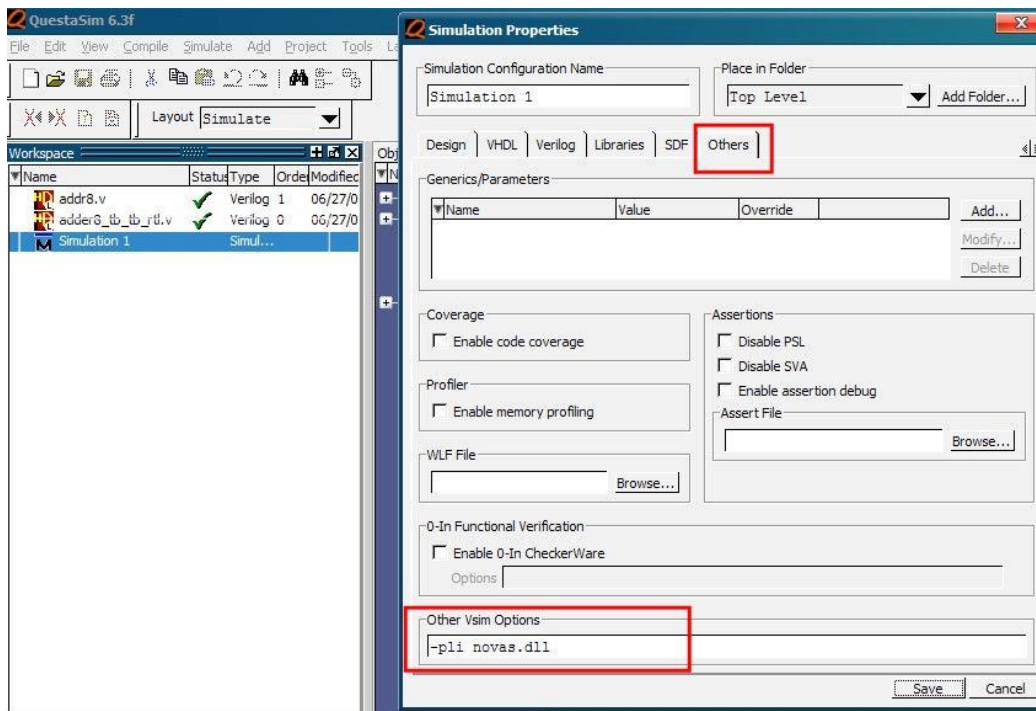 QuestaSim 6.3f
File Edit View Compile Simulate Add Project Tools
Layout Simulate
Workspace
Name Status Type Order Modified
addr8.v Verilog 1 06/27/0
adder8_tb_tb_rtl.v Verilog 0 06/27/0
Simulation 1 Simul...
Obj
Simulation Properties
Simulation Configuration Name
Simulation 1
Place in Folder
Top Level Add Folder...
Design VHDL Verilog Libraries SDF Others
Generics/Parameters
Name Value Override
Add...
Modify...
Delete
Coverage
Enable code coverage
Profiler
Enable memory profiling
WLF File
Browse...
Assertions
Disable PSL
Disable SVA
Enable assertion debug
Assert File
Browse...
0-In Functional Verification
Enable 0-In CheckerWare
Options
Other Vsim Options
-pli novas.dll
Save Cancel